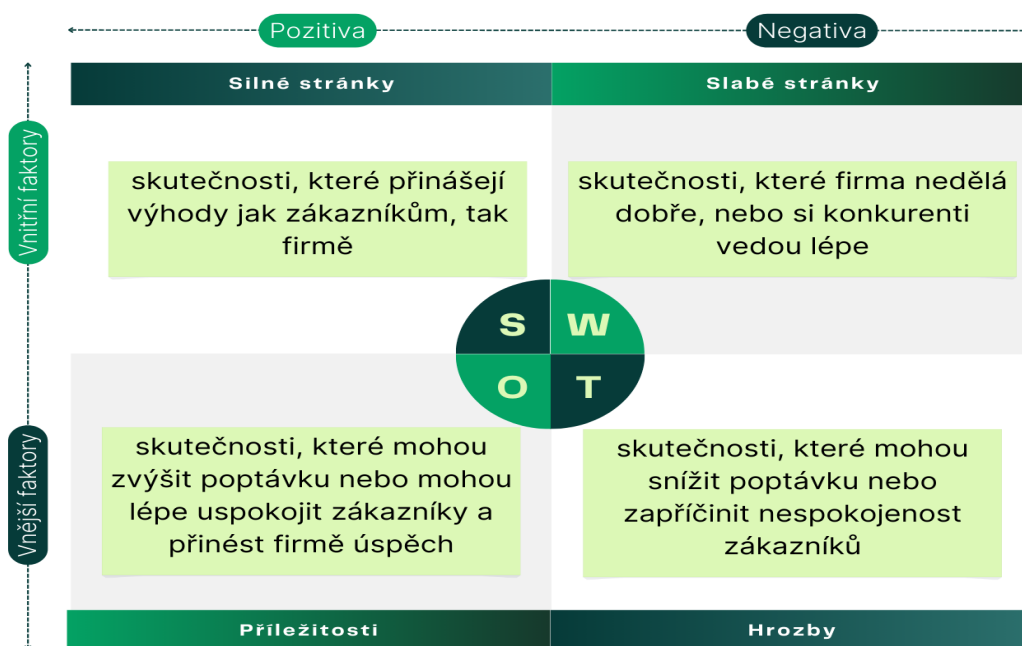 Pozitiva
Negativa
Silné stránky
Slabé stránky
Vnitřní faktory
skutečnosti, které přinášejí
výhody jak zákazníkům, tak
firmě
skutečnosti, které firma nedělá
dobře, nebo si konkurenti
vedou lépe
S
W
O
T
Vnější faktory
skutečnosti, které mohou
zvýšit poptávku nebo mohou
lépe uspokojit zákazníky a
přinést firmě úspěch
skutečnosti, které mohou
snížit poptávku nebo
zapříčinit nespokojenost
zákazníků
Příležitosti
Hrozby